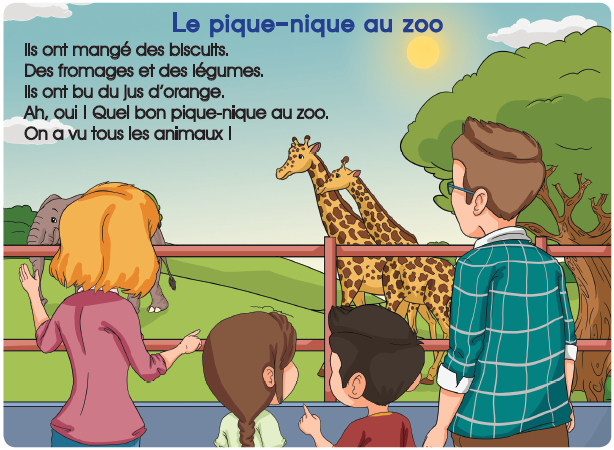 Le pique-nique au zoo
Ils ont mangé des biscuits.
Des fromages et des légumes.
Ils ont bu du jus d'orange.
Ah, oui ! Quel bon pique-nique au zoo.
On a vu tous les animaux !